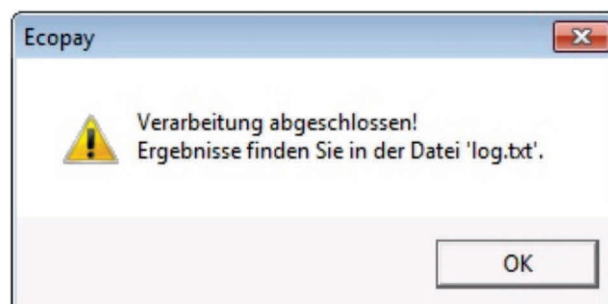 Ecopay
Verarbeitung abgeschlossen!
Ergebnisse finden Sie in der Datei 'log.txt'.
OK